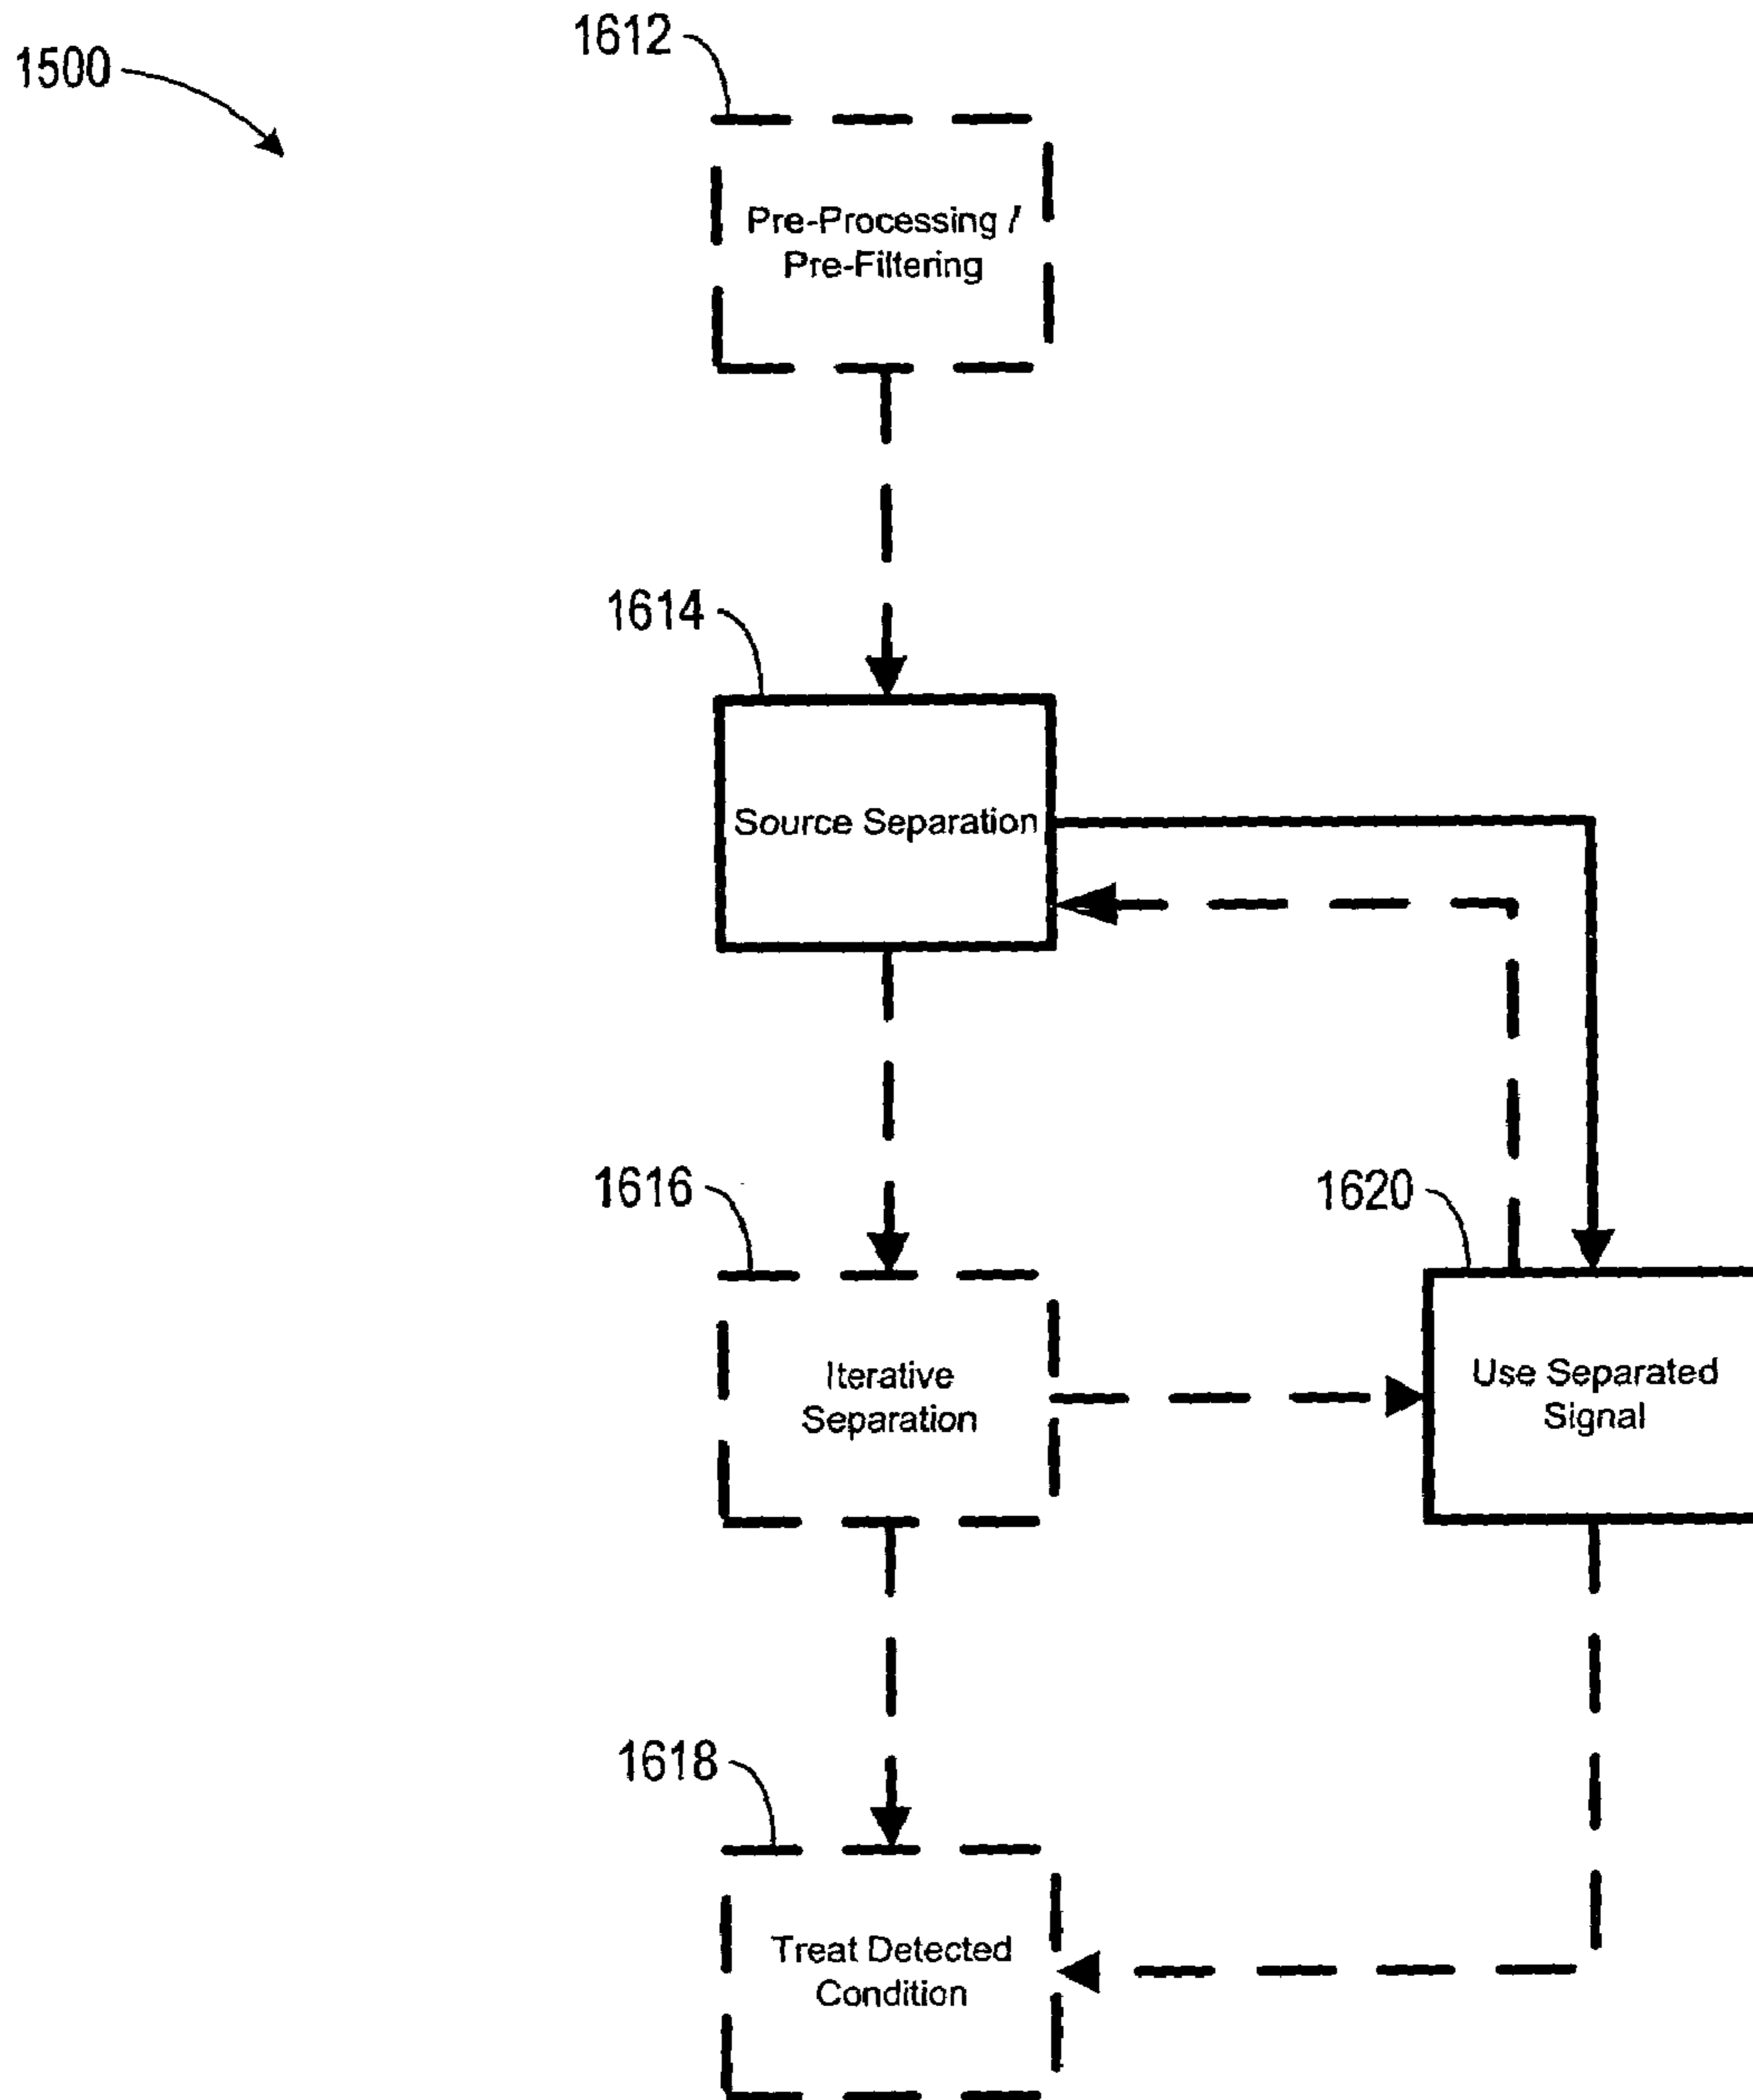 1612
1500
Pre-Processing /
Pre-Filtering
1614
Source Separation
1616
1620
Iterative
Separation
Use Separated
Signal
1618
Treat Detected
Condition